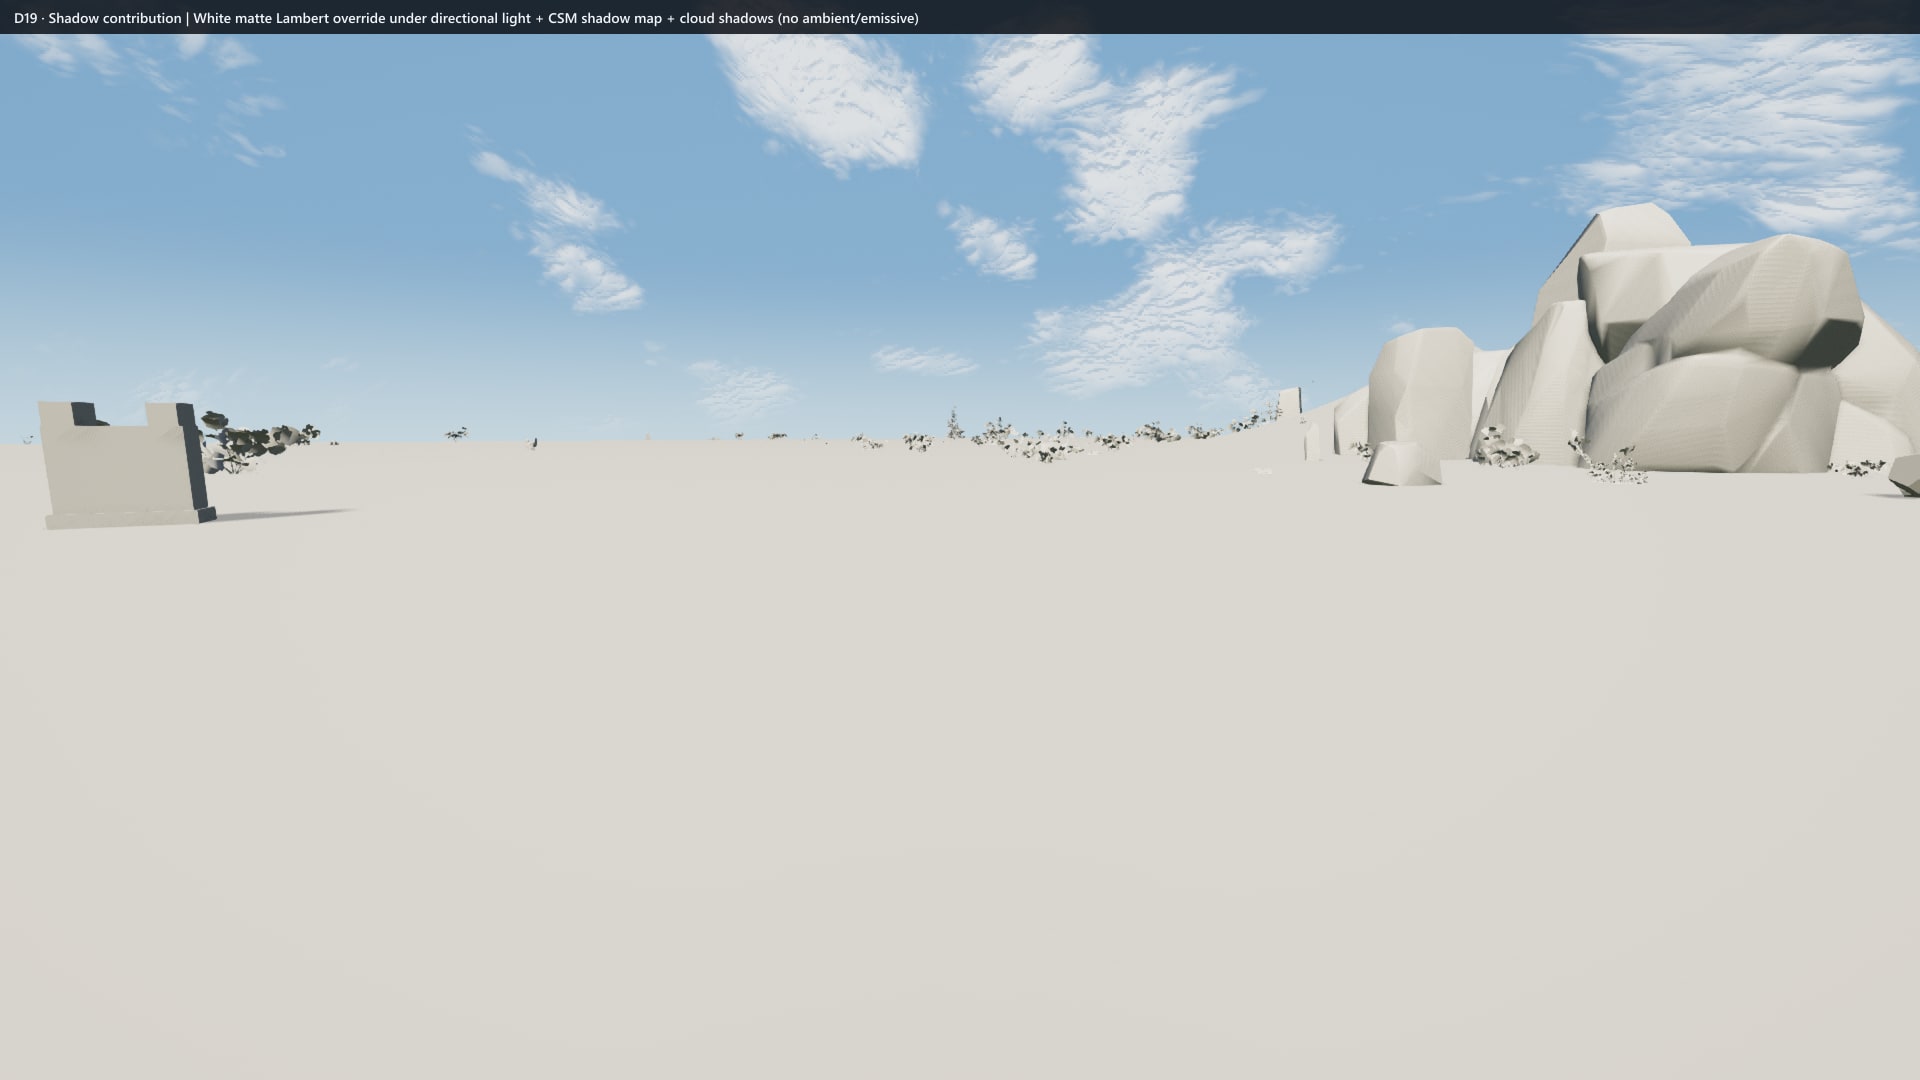 D19 · Shadow contribution | White matte Lambert override under directional light + CSM shadow map + cloud shadows (no ambient/emissive)